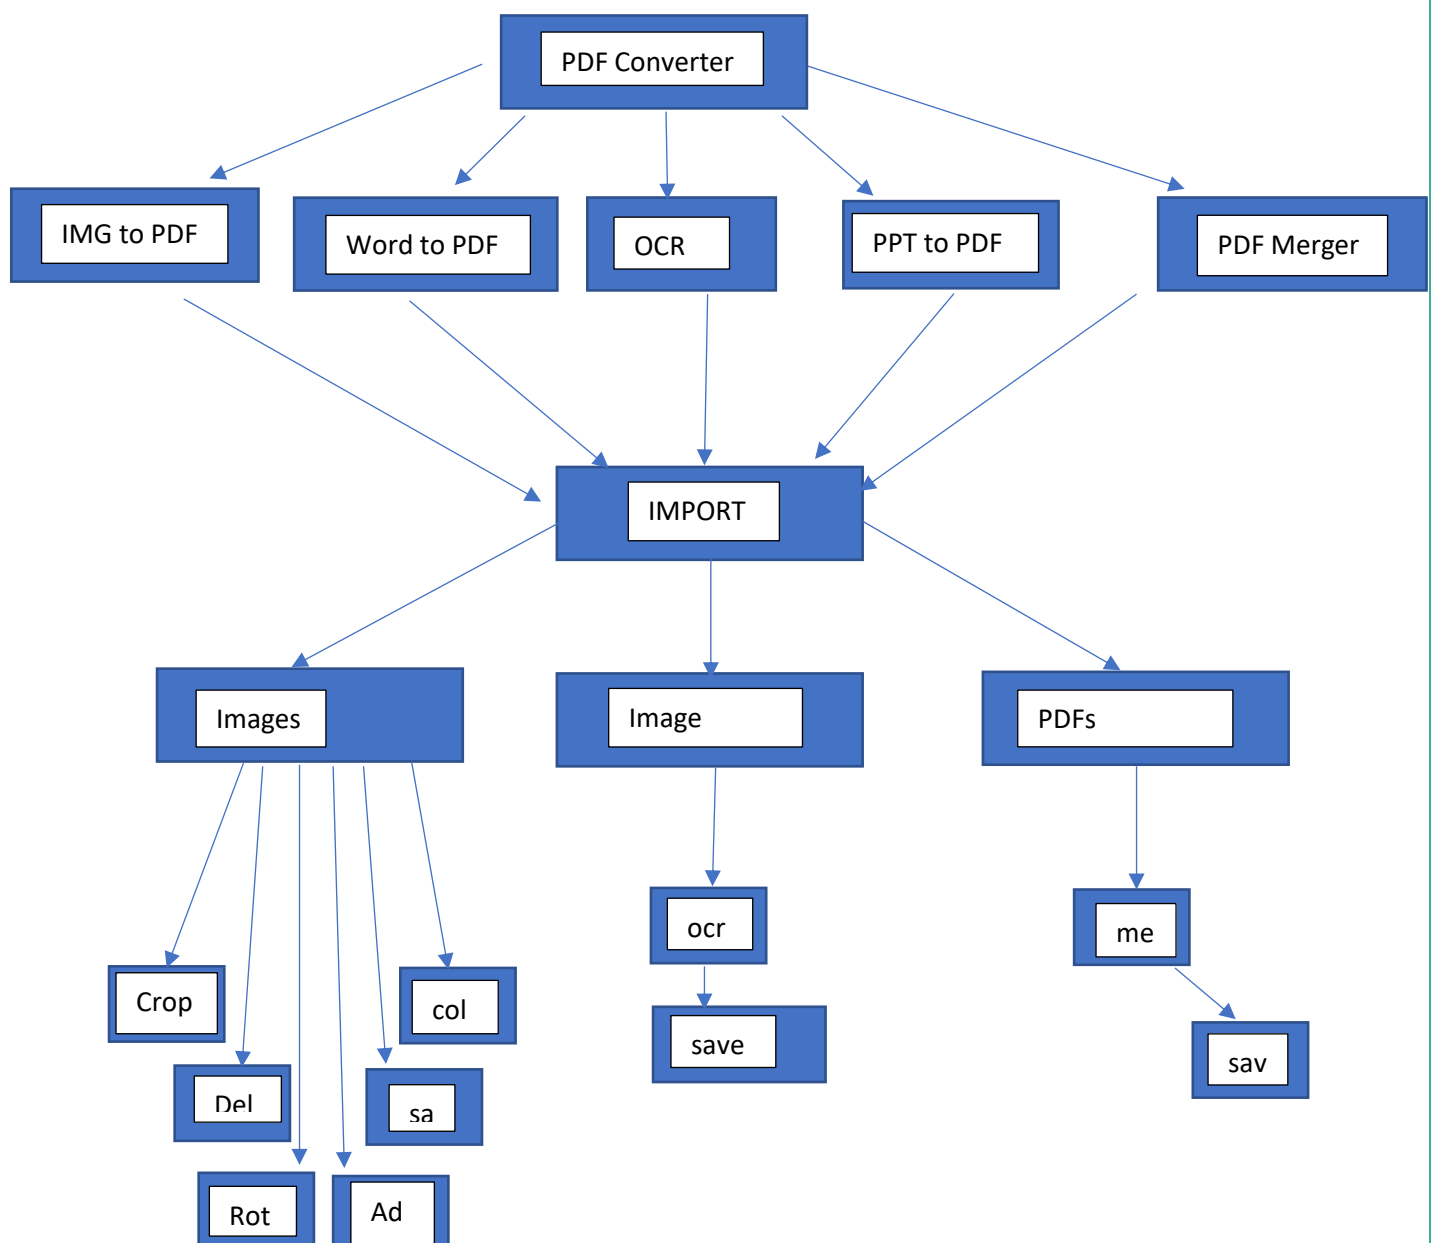 PDF Converter
IMG to PDF
Word to PDF
OCR
PPT to PDF
PDF Merger
IMPORT
Images
Image
PDFs
ocr
me
Crop
col
save
sav
Del
sa
Rot
Ad